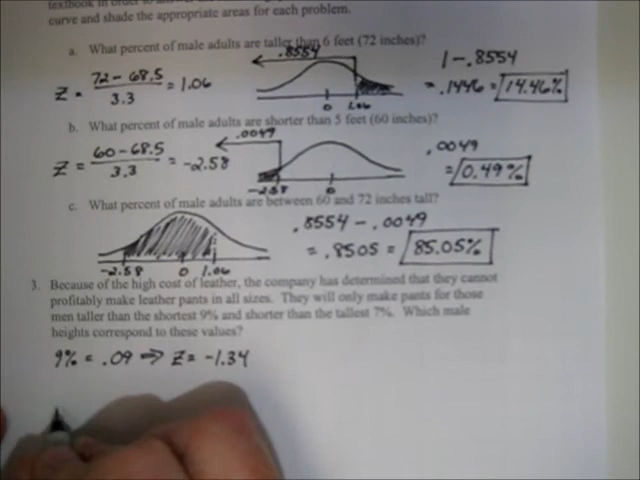 textbook in order to
curve and shade the appropriate areas for each problem.
a. What percent of male adults are taller than 6 feet (72 inches)?
Z = 72 - 68.5 / 3.3 = 1.06
.8554
0 1.06
1 - .8554
= .1446 = 14.46%
b. What percent of male adults are shorter than 5 feet (60 inches)?
Z = 60 - 68.5 / 3.3 = -2.58
.0049
-2.58 0
.0049
= 0.49%
c. What percent of male adults are between 60 and 72 inches tall?
-2.58 0 1.06
.8554 - .0049
= .8505 = 85.05%
3. Because of the high cost of leather, the company has determined that they cannot
profitably make leather pants in all sizes. They will only make pants for those
men taller than the shortest 9% and shorter than the tallest 7%. Which male
heights correspond to these values?
9% = .09 => Z = -1.34